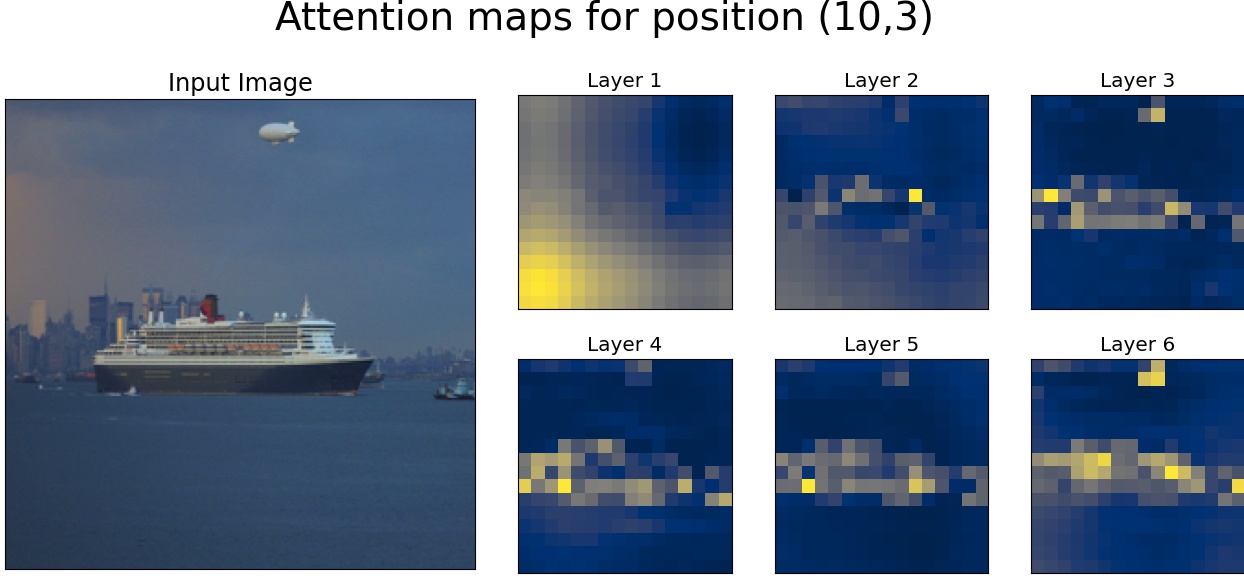 Attention maps for position (10,3)
Input Image
Layer 1
Layer 2
Layer 3
Layer 4
Layer 5
Layer 6